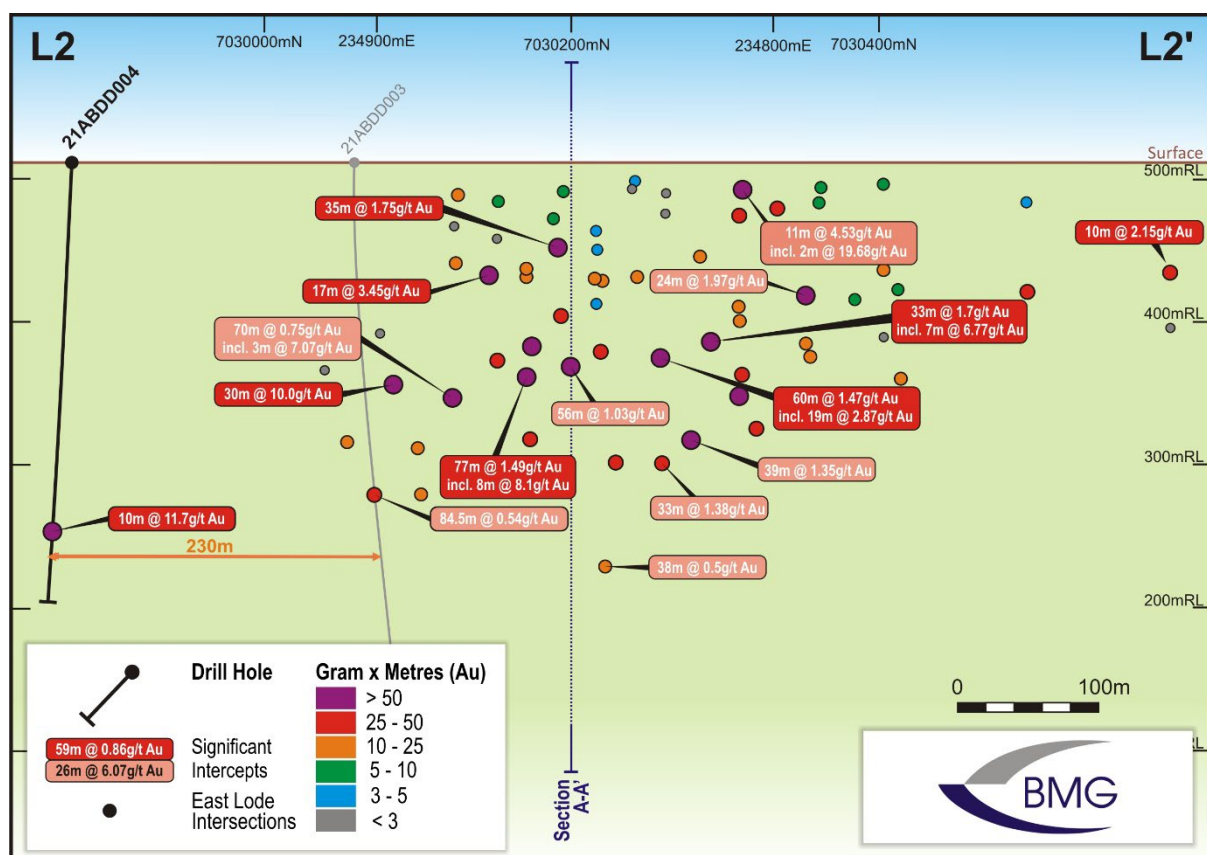 L2
7030000mN
234900mE
7030200mN
234800mE
7030400mN
L2'
21ABDD004
21ABDD003
Surface
500mRL
35m @ 1.75g/t Au
11m @ 4.53g/t Au
incl. 2m @ 19.68g/t Au
10m @ 2.15g/t Au
17m @ 3.45g/t Au
24m @ 1.97g/t Au
400mRL
33m @ 1.7g/t Au
incl. 7m @ 6.77g/t Au
70m @ 0.75g/t Au
incl. 3m @ 7.07g/t Au
30m @ 10.0g/t Au
56m @ 1.03g/t Au
60m @ 1.47g/t Au
incl. 19m @ 2.87g/t Au
300mRL
77m @ 1.49g/t Au
incl. 8m @ 8.1g/t Au
39m @ 1.35g/t Au
33m @ 1.38g/t Au
84.5m @ 0.54g/t Au
10m @ 11.7g/t Au
230m
38m @ 0.5g/t Au
200mRL
Drill Hole
59m @ 0.86g/t Au
26m @ 6.07g/t Au
Significant
Intercepts
East Lode
Intersections
Gram x Metres (Au)
> 50
25 - 50
10 - 25
5 - 10
3 - 5
< 3
Section
A-A'
0
100m
BMG